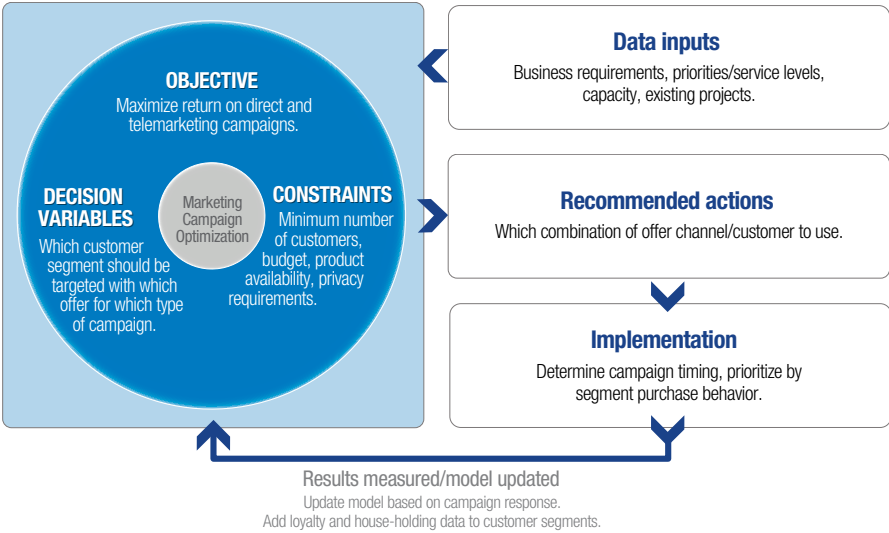 OBJECTIVE
Maximize return on direct and
telemarketing campaigns.
DECISION
VARIABLES
Which customer
segment should be
targeted with which
offer for which type
of campaign.
Marketing
Campaign
Optimization
CONSTRAINTS
Minimum number
of customers,
budget, product
availability, privacy
requirements.
Data inputs
Business requirements, priorities/service levels,
capacity, existing projects.
Recommended actions
Which combination of offer channel/customer to use.
Implementation
Determine campaign timing, prioritize by
segment purchase behavior.
Results measured/model updated
Update model based on campaign response.
Add loyalty and house-holding data to customer segments.